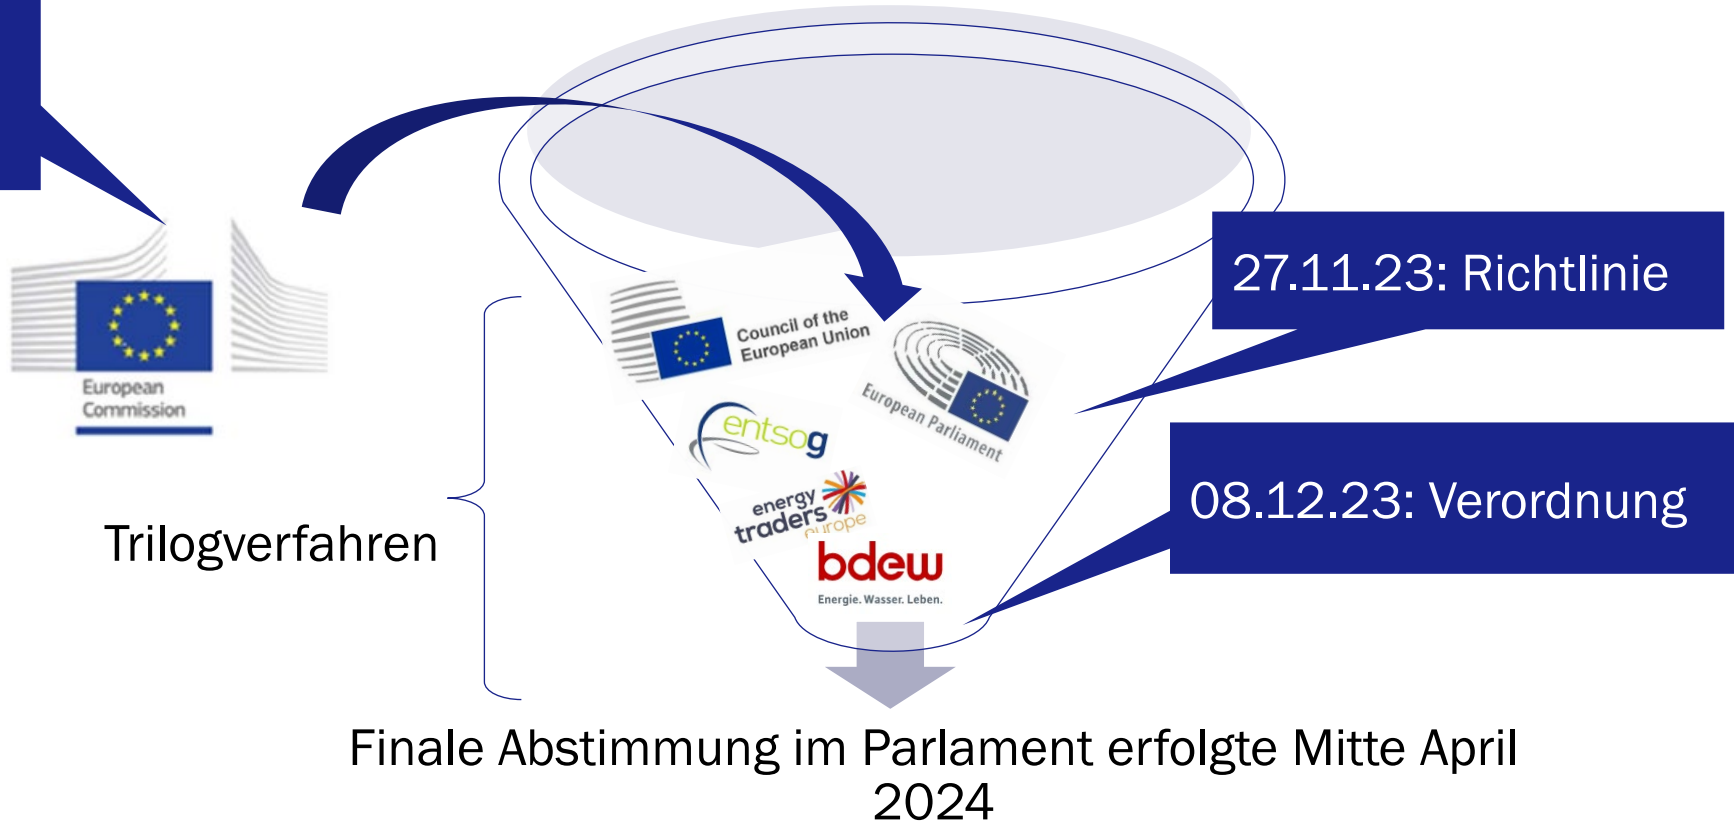 European
Commission
Council of the
European Union
European Parliament
entsog
energy
traders
europe
bdew
Energie. Wasser. Leben.
27.11.23: Richtlinie
08.12.23: Verordnung
Trilogverfahren
Finale Abstimmung im Parlament erfolgte Mitte April
2024